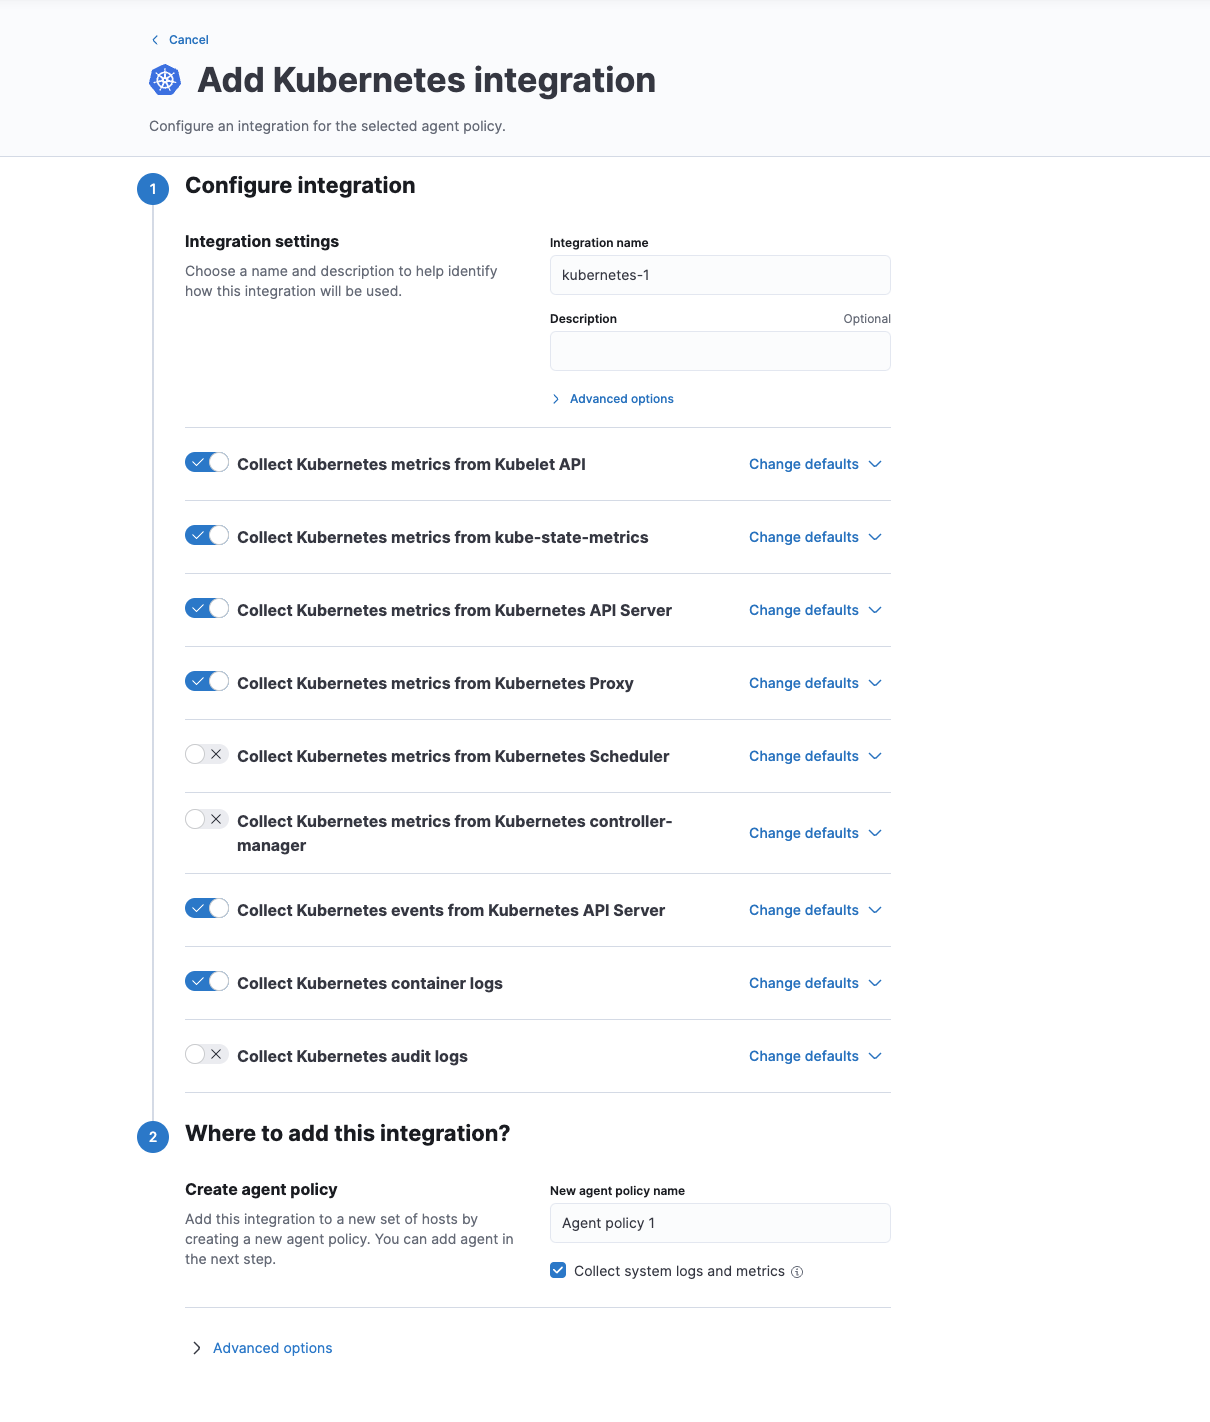 Cancel
Add Kubernetes integration
Configure an integration for the selected agent policy.
1
Configure integration
Integration settings
Choose a name and description to help identify
how this integration will be used.
Integration name
kubernetes-1
Description
Optional
Advanced options
Collect Kubernetes metrics from Kubelet API
Change defaults
Collect Kubernetes metrics from kube-state-metrics
Change defaults
Collect Kubernetes metrics from Kubernetes API Server
Change defaults
Collect Kubernetes metrics from Kubernetes Proxy
Change defaults
Collect Kubernetes metrics from Kubernetes Scheduler
Change defaults
Collect Kubernetes metrics from Kubernetes controller-
manager
Change defaults
Collect Kubernetes events from Kubernetes API Server
Change defaults
Collect Kubernetes container logs
Change defaults
Collect Kubernetes audit logs
Change defaults
2
Where to add this integration?
Create agent policy
Add this integration to a new set of hosts by
creating a new agent policy. You can add agent in
the next step.
New agent policy name
Agent policy 1
Collect system logs and metrics
Advanced options